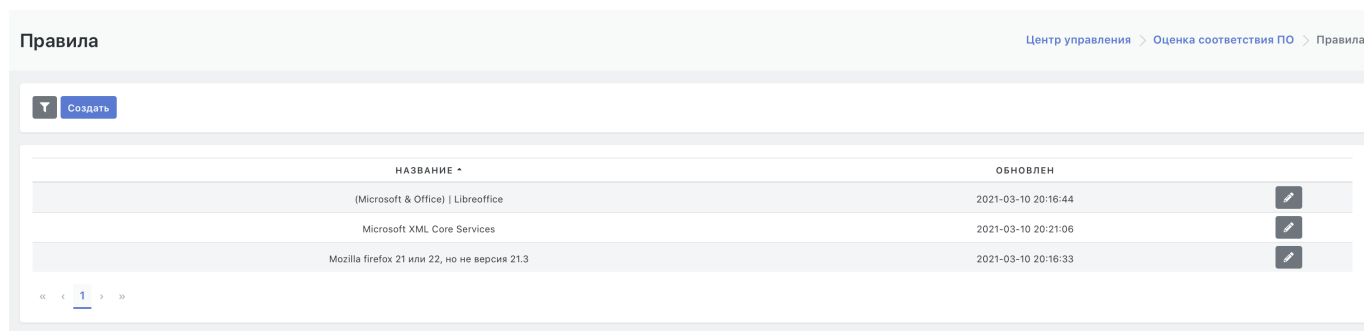 Правила
Центр управления > Оценка соответствия ПО > Правила
Создать
НАЗВАНИЕ ОБНОВЛЕН
(Microsoft & Office) | Libreoffice 2021-03-10 20:16:44
Microsoft XML Core Services 2021-03-10 20:21:06
Mozilla firefox 21 или 22, но не версия 21.3 2021-03-10 20:16:33
« ‹ 1 › »